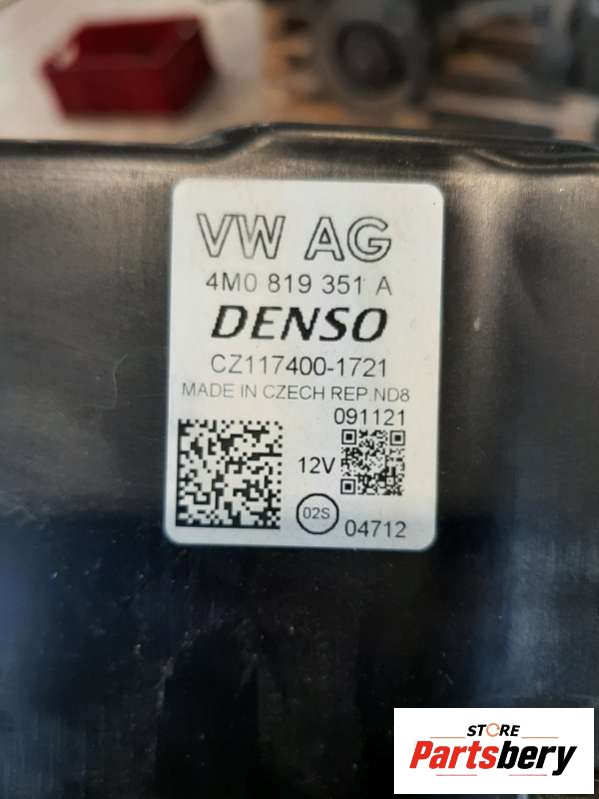 VW AG
4M0 819 351 A
DENSO
CZ117400-1721
MADE IN CZECH REP. ND8
091121
12V
02S
04712
STORE
Partsbery